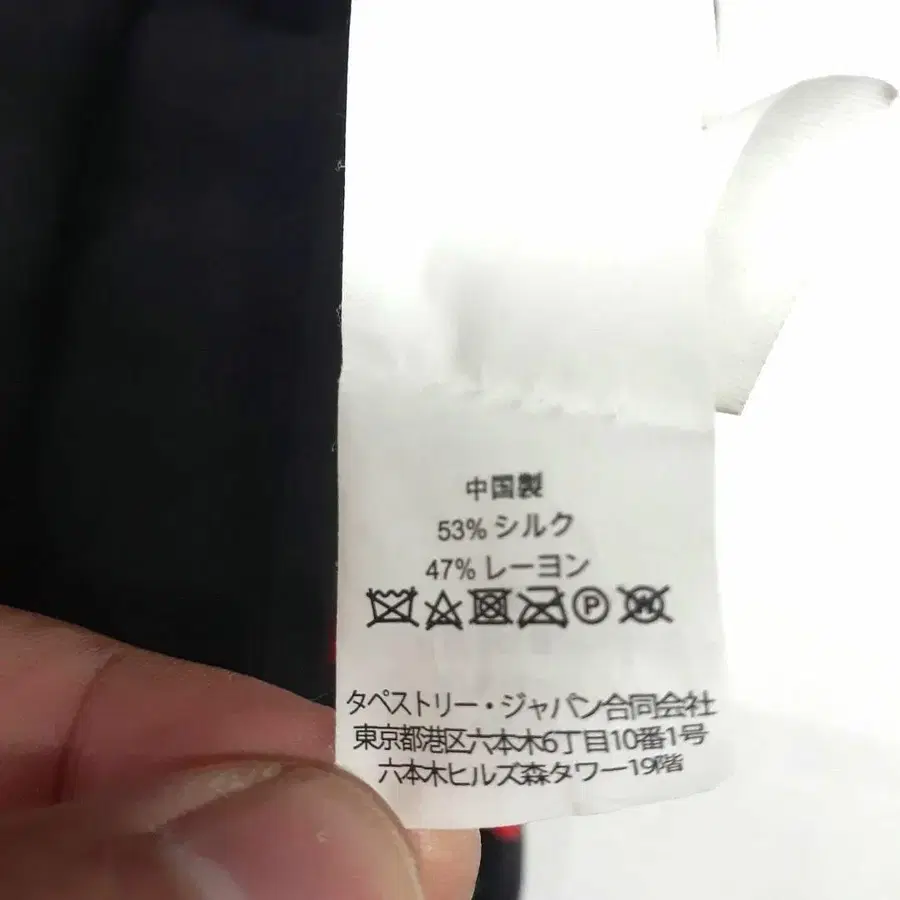 中国製
53% シルク
47% レーヨン
P W
タペストリー・ジャパン合同会社
東京都港区六本木6丁目10番1号
六本木ヒルズ森タワー19階